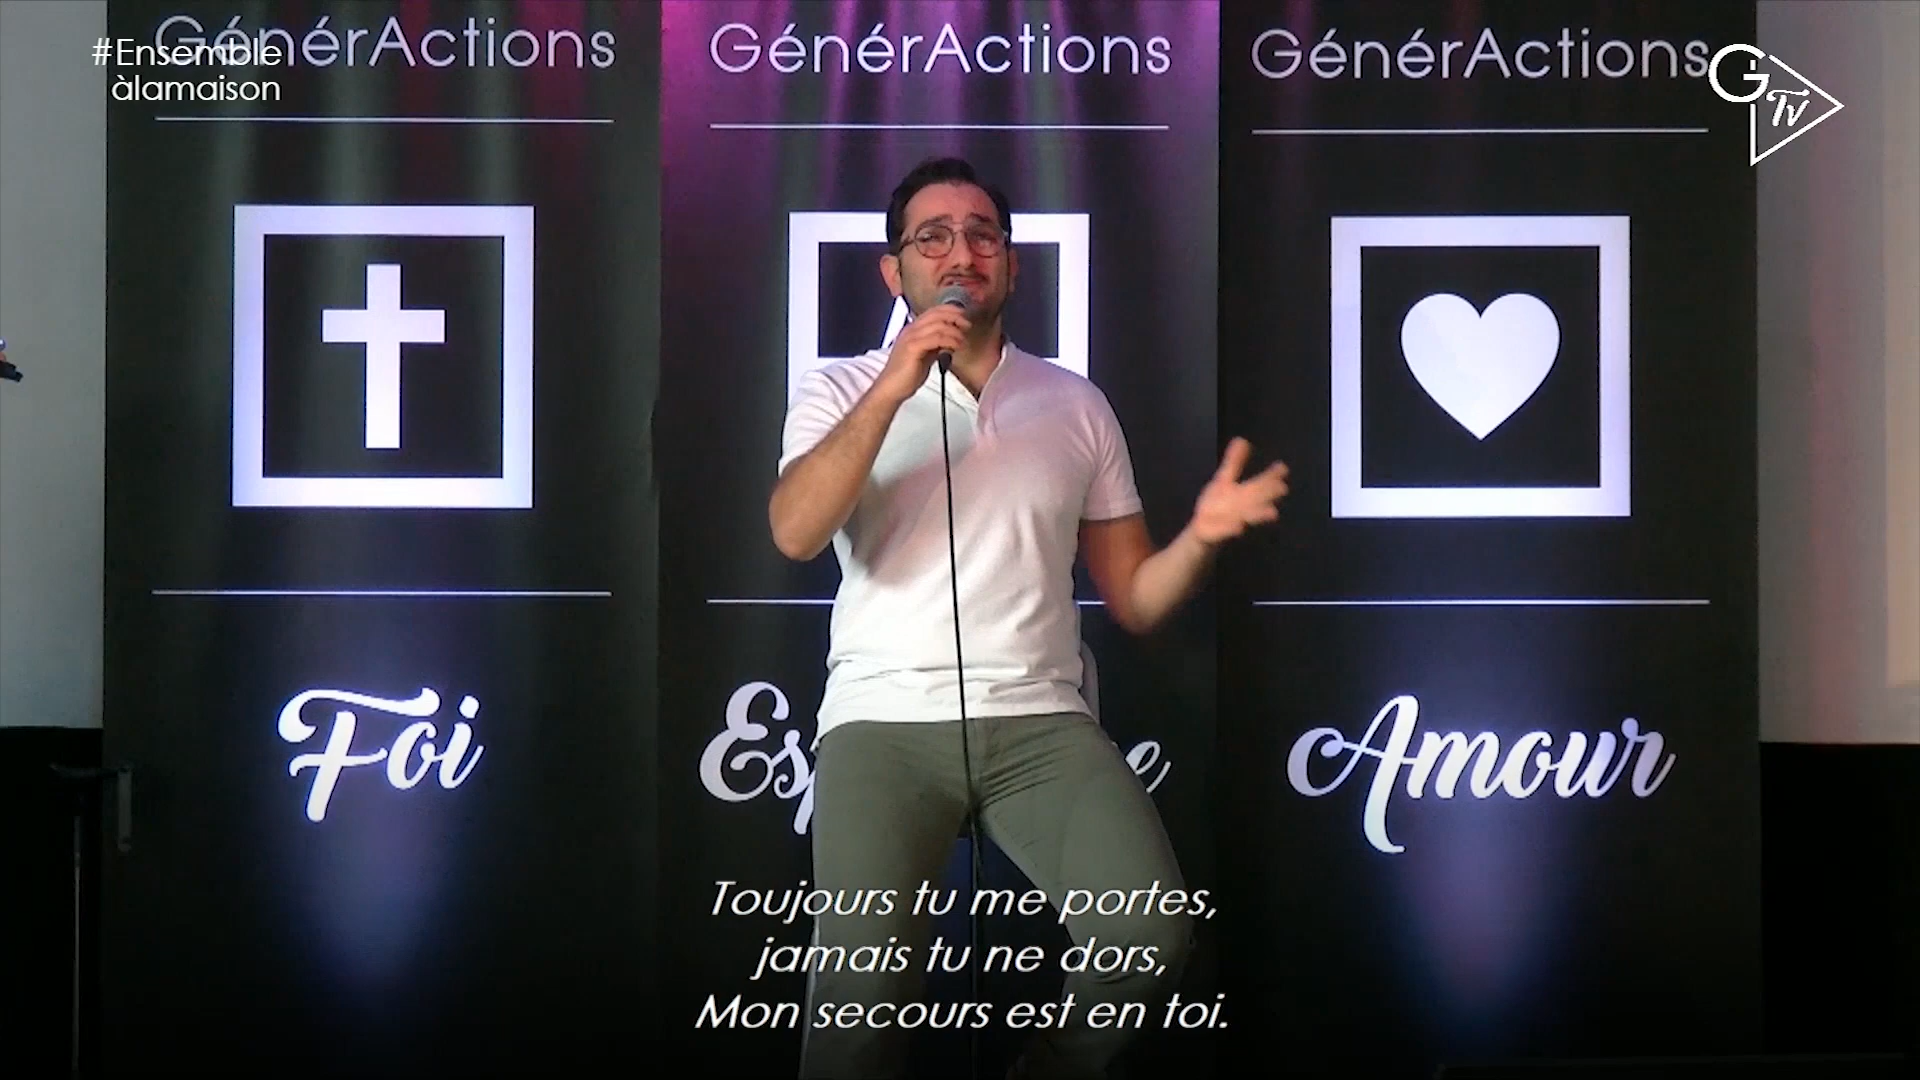 #Ensemble
àlamaison
GénérActions
GénérActions
GénérActions
G Tv
Foi
Amour
Toujours tu me portes,
jamais tu ne dors,
Mon secours est en toi.